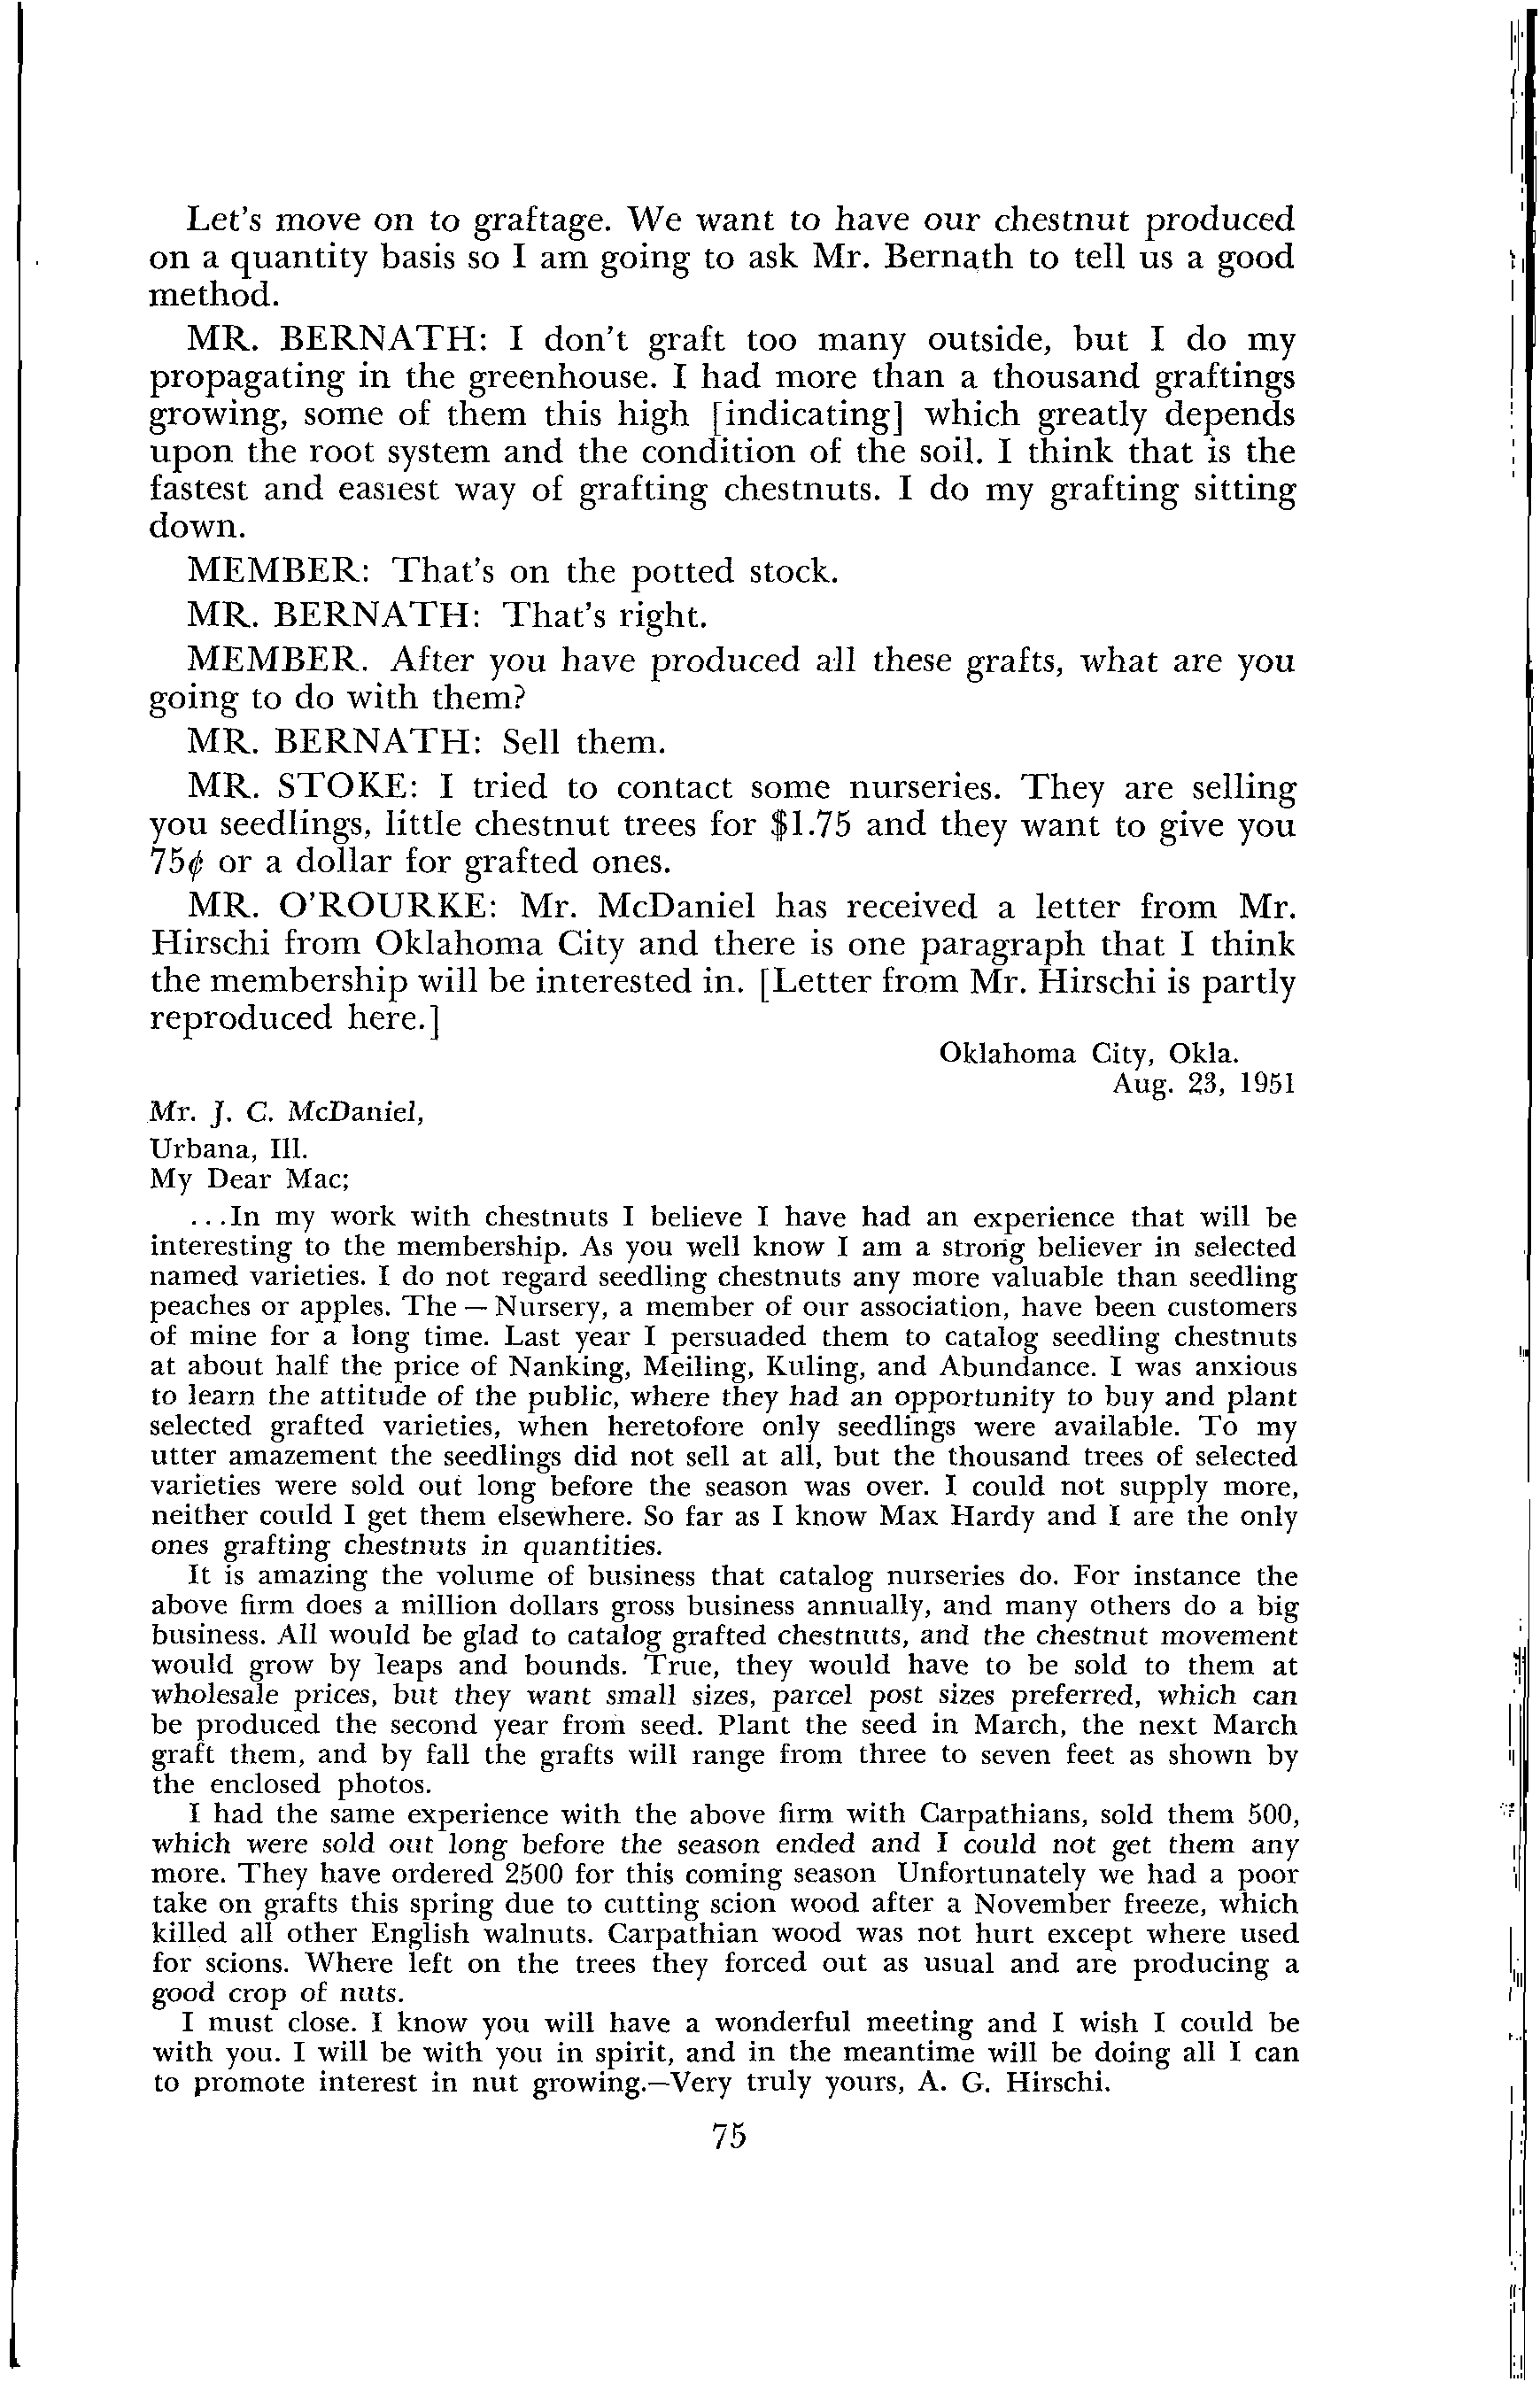 Let's move on to graftage. We want to have our chestnut produced
on a quantity basis so I am going to ask Mr. Bernath to tell us a good
method.
MR. BERNATH: I don't graft too many outside, but I do my
propagating in the greenhouse. I had more than a thousand graftings
growing, some of them this high [indicating] which greatly depends
upon the root system and the condition of the soil. I think that is the
fastest and easiest way of grafting chestnuts. I do my grafting sitting
down.
MEMBER: That's on the potted stock.
MR. BERNATH: That's right.
MEMBER. After you have produced all these grafts, what are you
going to do with them?
MR. BERNATH: Sell them.
MR. STOKE: I tried to contact some nurseries. They are selling
you seedlings, little chestnut trees for $1.75 and they want to give you
75¢ or a dollar for grafted ones.
MR. O'ROURKE: Mr. McDaniel has received a letter from Mr.
Hirschi from Oklahoma City and there is one paragraph that I think
the membership will be interested in. [Letter from Mr. Hirschi is partly
reproduced here.]
Oklahoma City, Okla.
Aug. 23, 1951
Mr. J. C. McDaniel,
Urbana, Ill.
My Dear Mac;
...In my work with chestnuts I believe I have had an experience that will be
interesting to the membership. As you well know I am a strong believer in selected
named varieties. I do not regard seedling chestnuts any more valuable than seedling
peaches or apples. The — Nursery, a member of our association, have been customers
of mine for a long time. Last year I persuaded them to catalog seedling chestnuts
at about half the price of Nanking, Meiling, Kuling, and Abundance. I was anxious
to learn the attitude of the public, where they had an opportunity to buy and plant
selected grafted varieties, when heretofore only seedlings were available. To my
utter amazement the seedlings did not sell at all, but the thousand trees of selected
varieties were sold out long before the season was over. I could not supply more,
neither could I get them elsewhere. So far as I know Max Hardy and I are the only
ones grafting chestnuts in quantities.
It is amazing the volume of business that catalog nurseries do. For instance the
above firm does a million dollars gross business annually, and many others do a big
business. All would be glad to catalog grafted chestnuts, and the chestnut movement
would grow by leaps and bounds. True, they would have to be sold to them at
wholesale prices, but they want small sizes, parcel post sizes preferred, which can
be produced the second year from seed. Plant the seed in March, the next March
graft them, and by fall the grafts will range from three to seven feet as shown by
the enclosed photos.
I had the same experience with the above firm with Carpathians, sold them 500,
which were sold out long before the season ended and I could not get them any
more. They have ordered 2500 for this coming season Unfortunately we had a poor
take on grafts this spring due to cutting scion wood after a November freeze, which
killed all other English walnuts. Carpathian wood was not hurt except where used
for scions. Where left on the trees they forced out as usual and are producing a
good crop of nuts.
I must close. I know you will have a wonderful meeting and I wish I could be
with you. I will be with you in spirit, and in the meantime will be doing all I can
to promote interest in nut growing.—Very truly yours, A. G. Hirschi.
75